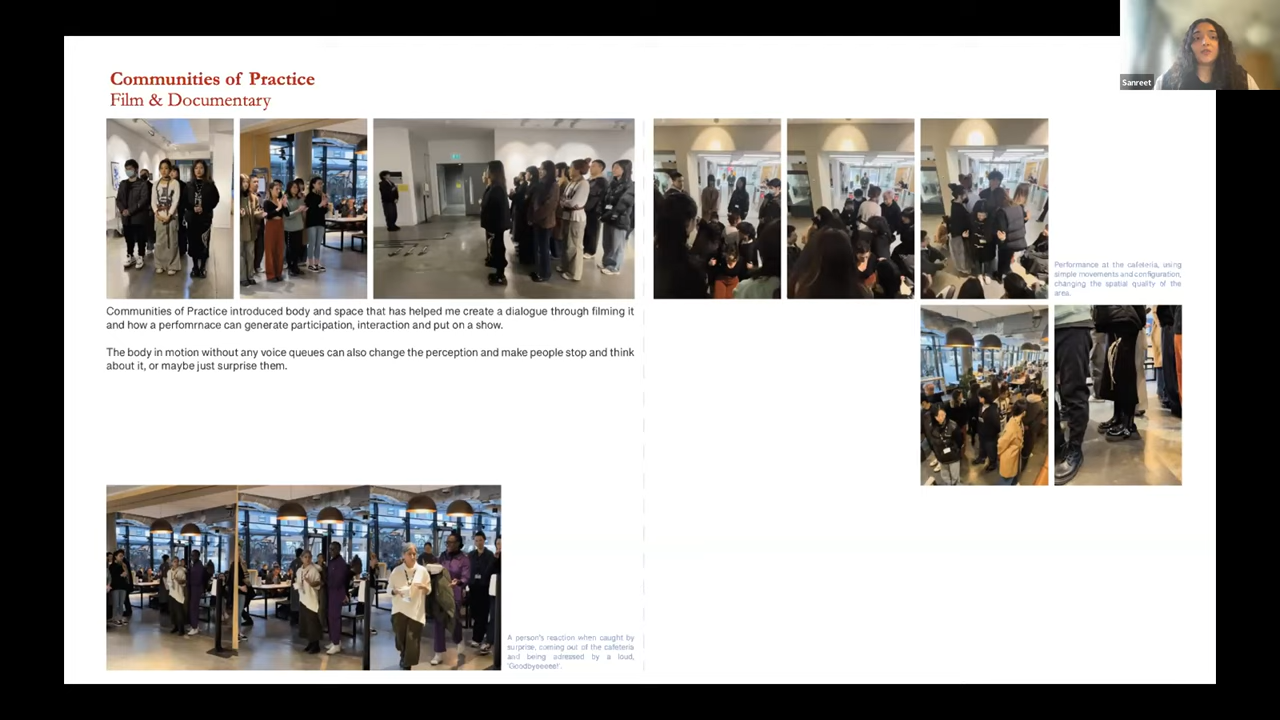 Communities of Practice
Film & Documentary
Sanreet
Communities of Practice introduced body and space that has helped me create a dialogue through filming it
and how a perfomrnace can generate participation, interaction and put on a show.
The body in motion without any voice queues can also change the perception and make people stop and think
about it, or maybe just surprise them.
Performance at the cafeteria, using
simple movements and configuration,
changing the spatial quality of the
area.
A person's reaction when caught by
surprise, coming out of the cafeteria
and being adressed by a loud,
'Goodbyeeeee!'.